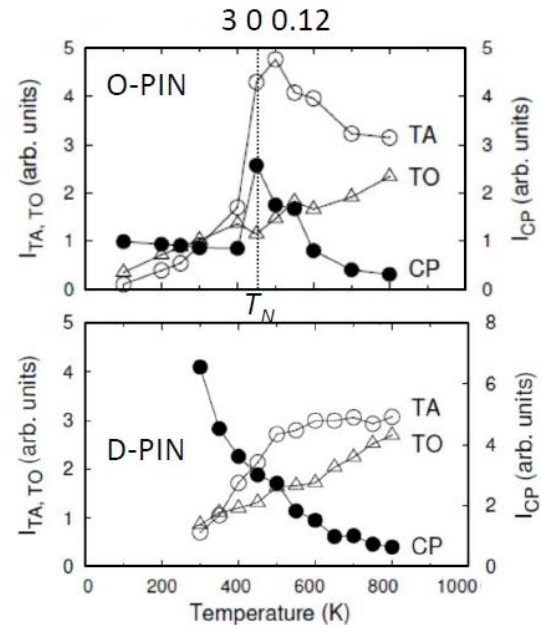 3 0 0.12
5 5
O-PIN
4 4
TA
3 3
TO
2 2
1 1
CP
0 0
I_TA, TO (arb. units)
I_CP (arb. units)
T_N
5 8
4
TA
6
3
TO
D-PIN
4
2
2
1
CP
0 0
I_TA, TO (arb. units)
I_CP (arb. units)
0 200 400 600 800 1000
Temperature (K)